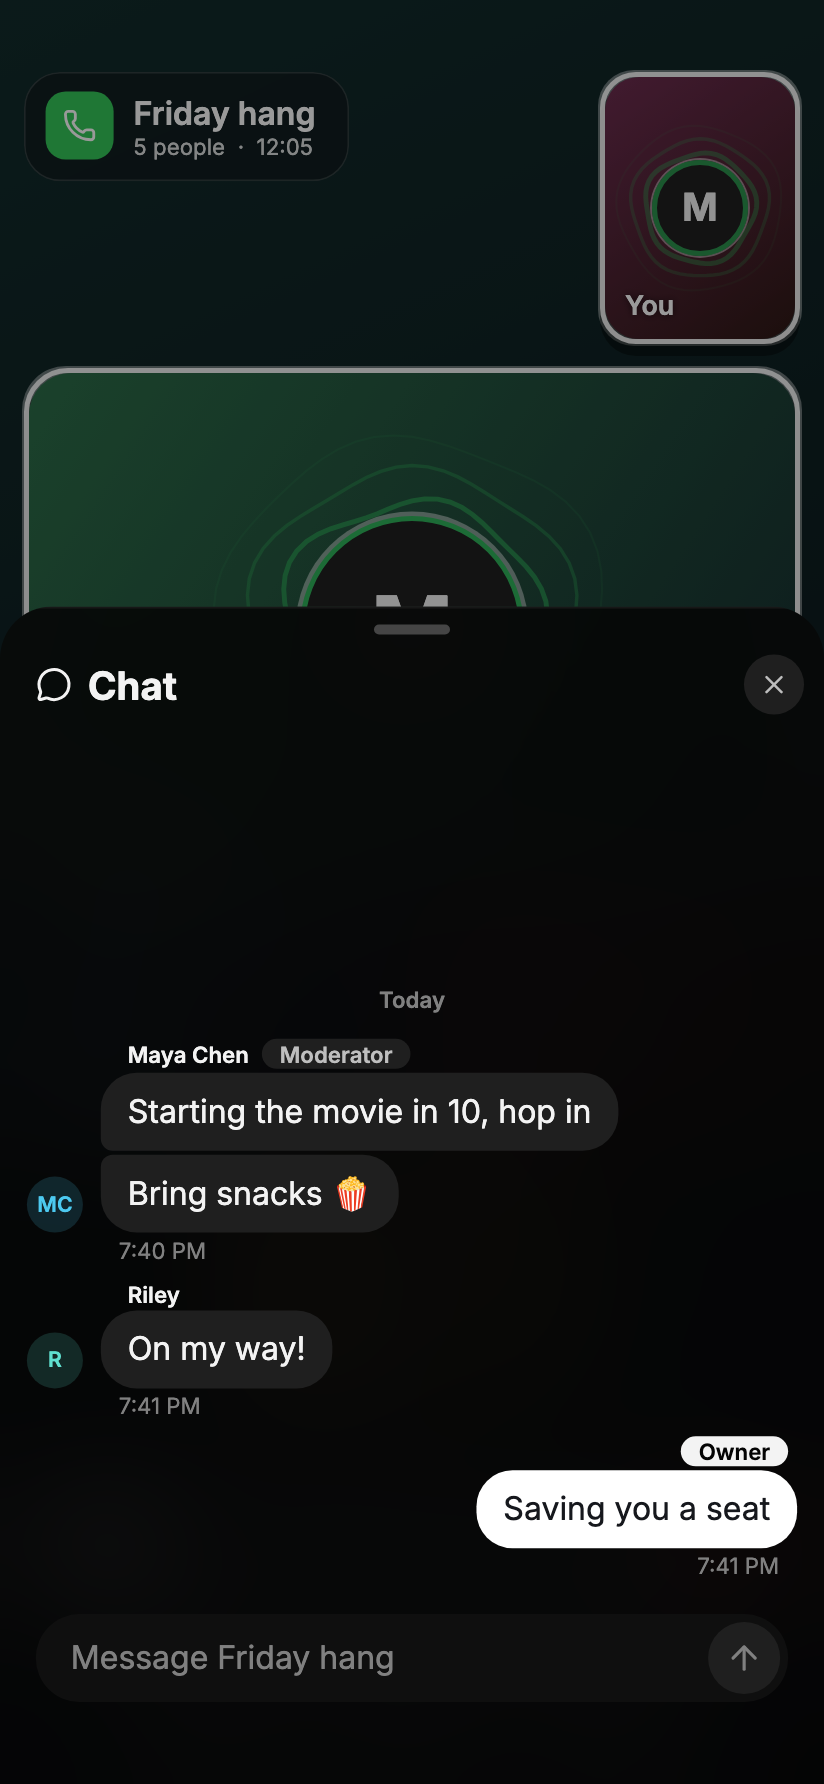 Friday hang
5 people · 12:05
M
You
Chat
Today
Maya Chen Moderator
Starting the movie in 10, hop in
Bring snacks 🍿
MC
7:40 PM
Riley
On my way!
R
7:41 PM
Owner
Saving you a seat
7:41 PM
Message Friday hang